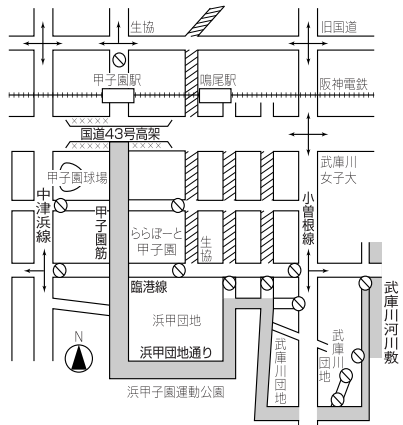 生協
旧国道
甲子園駅
鳴尾駅
阪神電鉄
国道43号高架
甲子園球場
武庫川
女子大
中津浜線
甲子園筋
ららぽーと
甲子園
生協
小曽根線
臨港線
武庫川河川敷
浜甲団地
N
浜甲団地通り
武庫川団地
武庫川
団地
浜甲子園運動公園